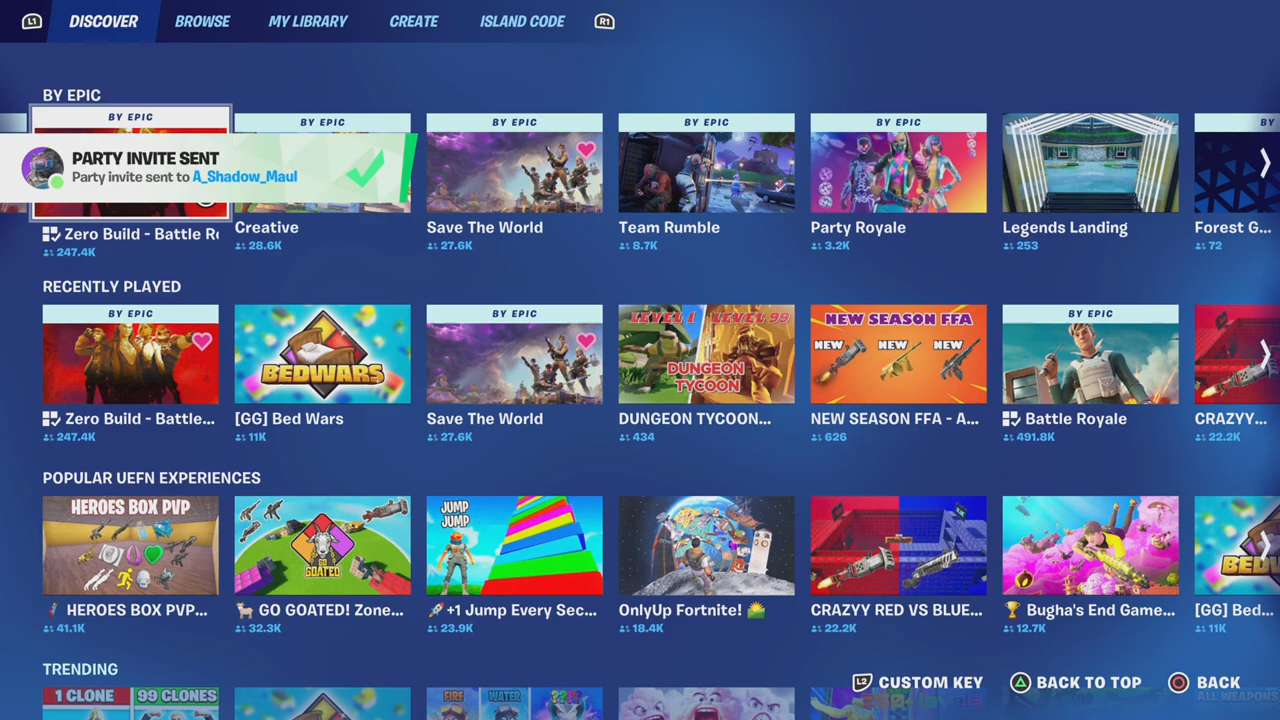 L1 DISCOVER BROWSE MY LIBRARY CREATE ISLAND CODE R1
BY EPIC
BY EPIC
BY EPIC
BY EPIC
BY EPIC
BY EPIC
BY
PARTY INVITE SENT
Party invite sent to A_Shadow_Maul
Zero Build - Battle R
247.4K
Creative
28.6K
Save The World
27.6K
Team Rumble
8.7K
Party Royale
3.2K
Legends Landing
253
Forest G...
72
RECENTLY PLAYED
BY EPIC
Zero Build - Battle...
247.4K
BEDWARS
[GG] Bed Wars
11K
BY EPIC
Save The World
27.6K
LEVEL 1 LEVEL 99
DUNGEON
TYCOON
DUNGEON TYCOON...
434
NEW SEASON FFA
NEW NEW NEW
NEW SEASON FFA - A...
626
BY EPIC
Battle Royale
491.8K
CRAZYY...
22.2K
POPULAR UEFN EXPERIENCES
HEROES BOX PVP
HEROES BOX PVP...
41.1K
GO
GOATED
GO GOATED! Zone...
32.3K
JUMP
JUMP
+1 Jump Every Sec...
23.9K
OnlyUp Fortnite!
18.4K
CRAZYY RED VS BLUE...
22.2K
Bugha's End Game...
12.7K
[GG] Bed...
11K
TRENDING
1 CLONE 99 CLONES
FIRE WATER
L2 CUSTOM KEY BACK TO TOP BACK
ALL WEAPONS